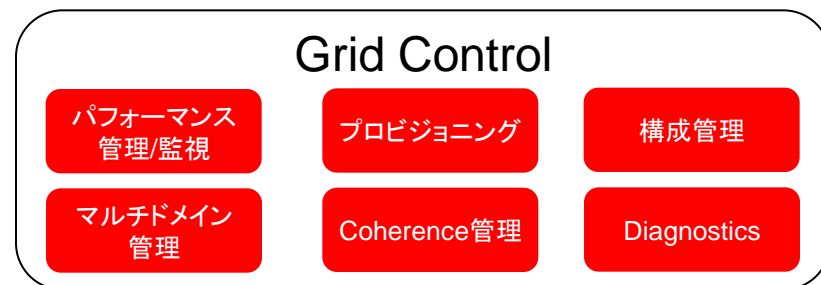 Grid Control
パフォーマンス
管理/監視
プロビジョニング
構成管理
マルチドメイン
管理
Coherence管理
Diagnostics